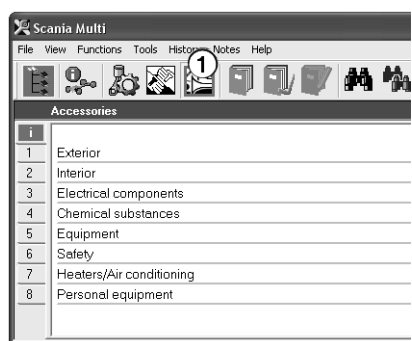 Scania Multi
File View Functions Tools History Notes Help
1
Accessories
i
1 Exterior
2 Interior
3 Electrical components
4 Chemical substances
5 Equipment
6 Safety
7 Heaters/Air conditioning
8 Personal equipment